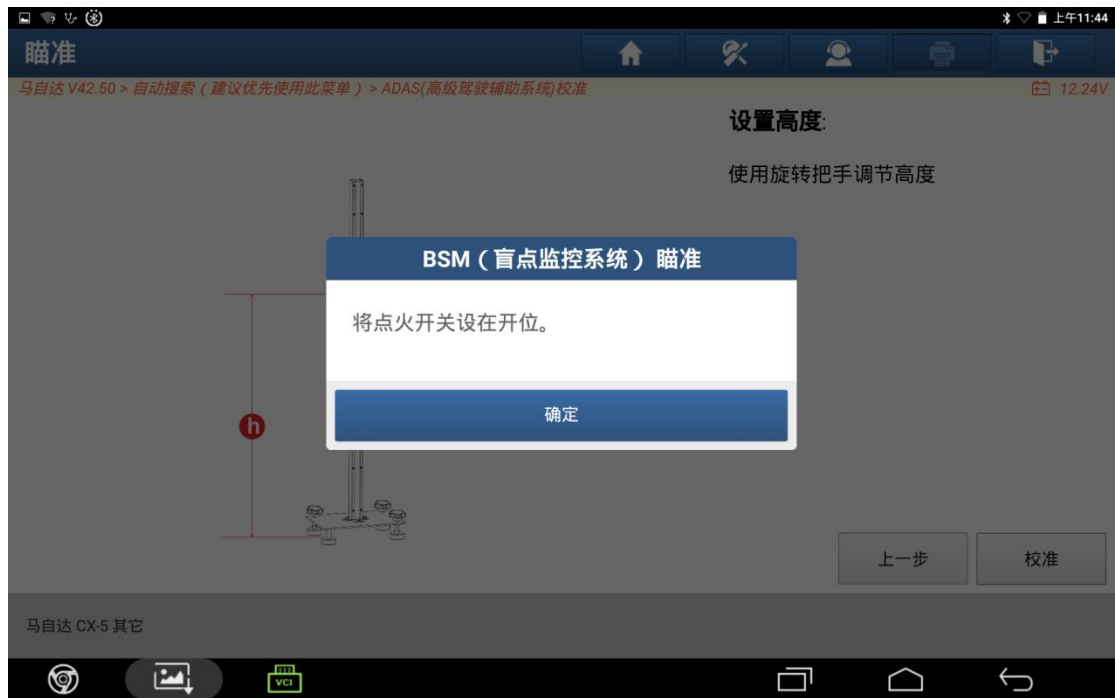 上午11:44
瞄准
马自达 V42.50 > 自动搜索（建议优先使用此菜单）> ADAS(高级驾驶辅助系统)校准
12.24V
设置高度:
使用旋转把手调节高度
BSM（盲点监控系统）瞄准
将点火开关设在开位。
确定
h
上一步
校准
马自达 CX-5 其它
VCI